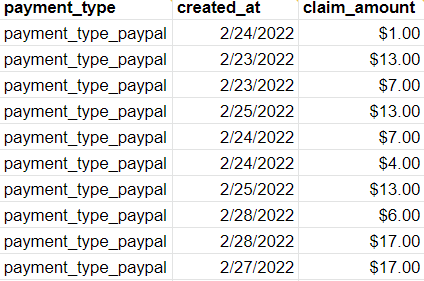 payment_type created_at claim_amount
payment_type_paypal 2/24/2022 $1.00
payment_type_paypal 2/23/2022 $13.00
payment_type_paypal 2/23/2022 $7.00
payment_type_paypal 2/25/2022 $13.00
payment_type_paypal 2/24/2022 $7.00
payment_type_paypal 2/24/2022 $4.00
payment_type_paypal 2/25/2022 $13.00
payment_type_paypal 2/28/2022 $6.00
payment_type_paypal 2/28/2022 $17.00
payment_type_paypal 2/27/2022 $17.00